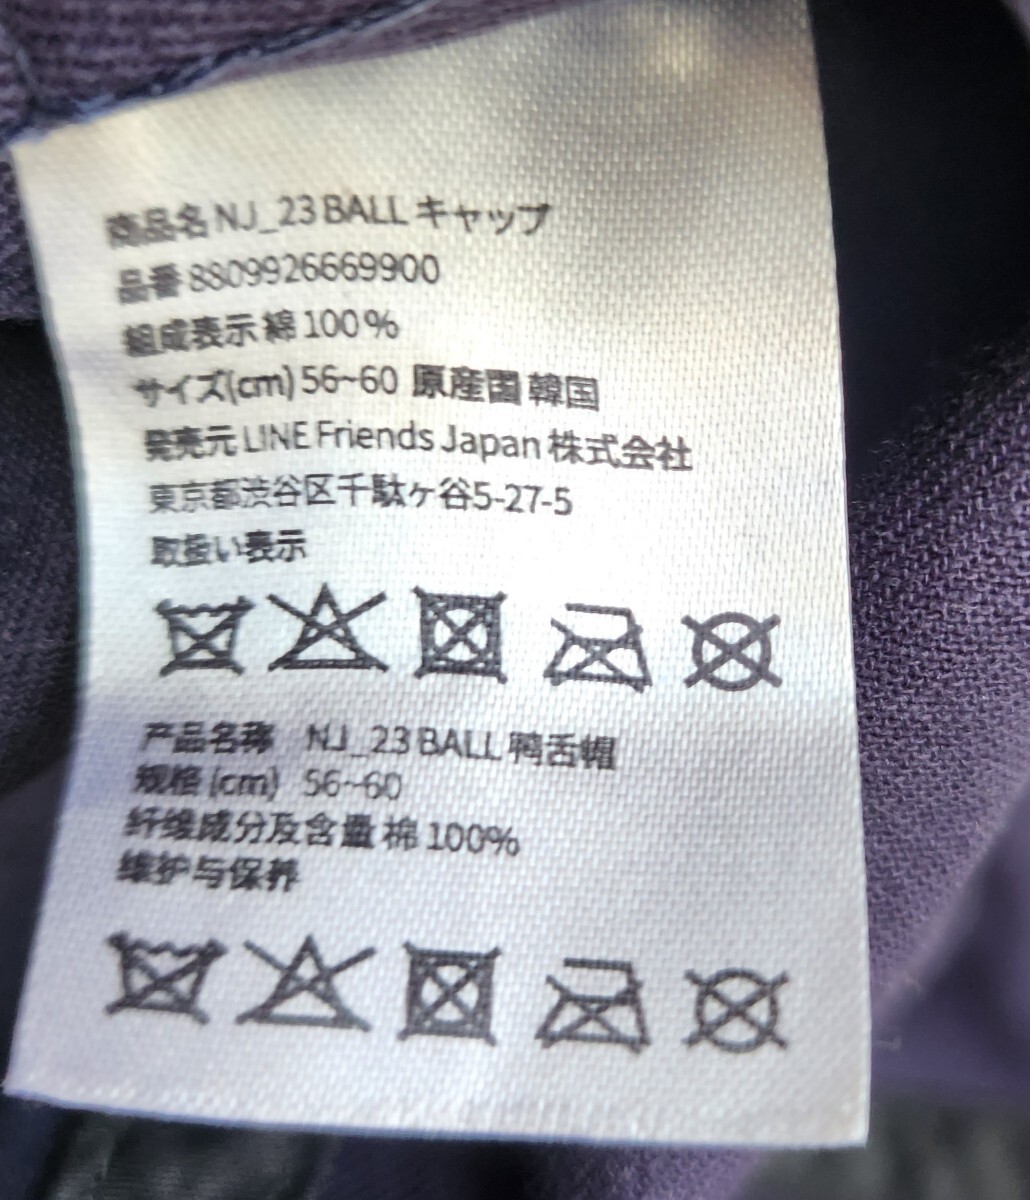 商品名 NJ_23 BALL キャップ
品番 8809926669900
組成表示 綿 100%
サイズ(cm) 56~60 原産国 韓国
発売元 LINE Friends Japan 株式会社
東京都渋谷区千駄ヶ谷5-27-5
取扱い表示
产品名称 NJ_23 BALL 鸭舌帽
规格 (cm) 56~60
纤维成分及含量 棉 100%
维护与保养